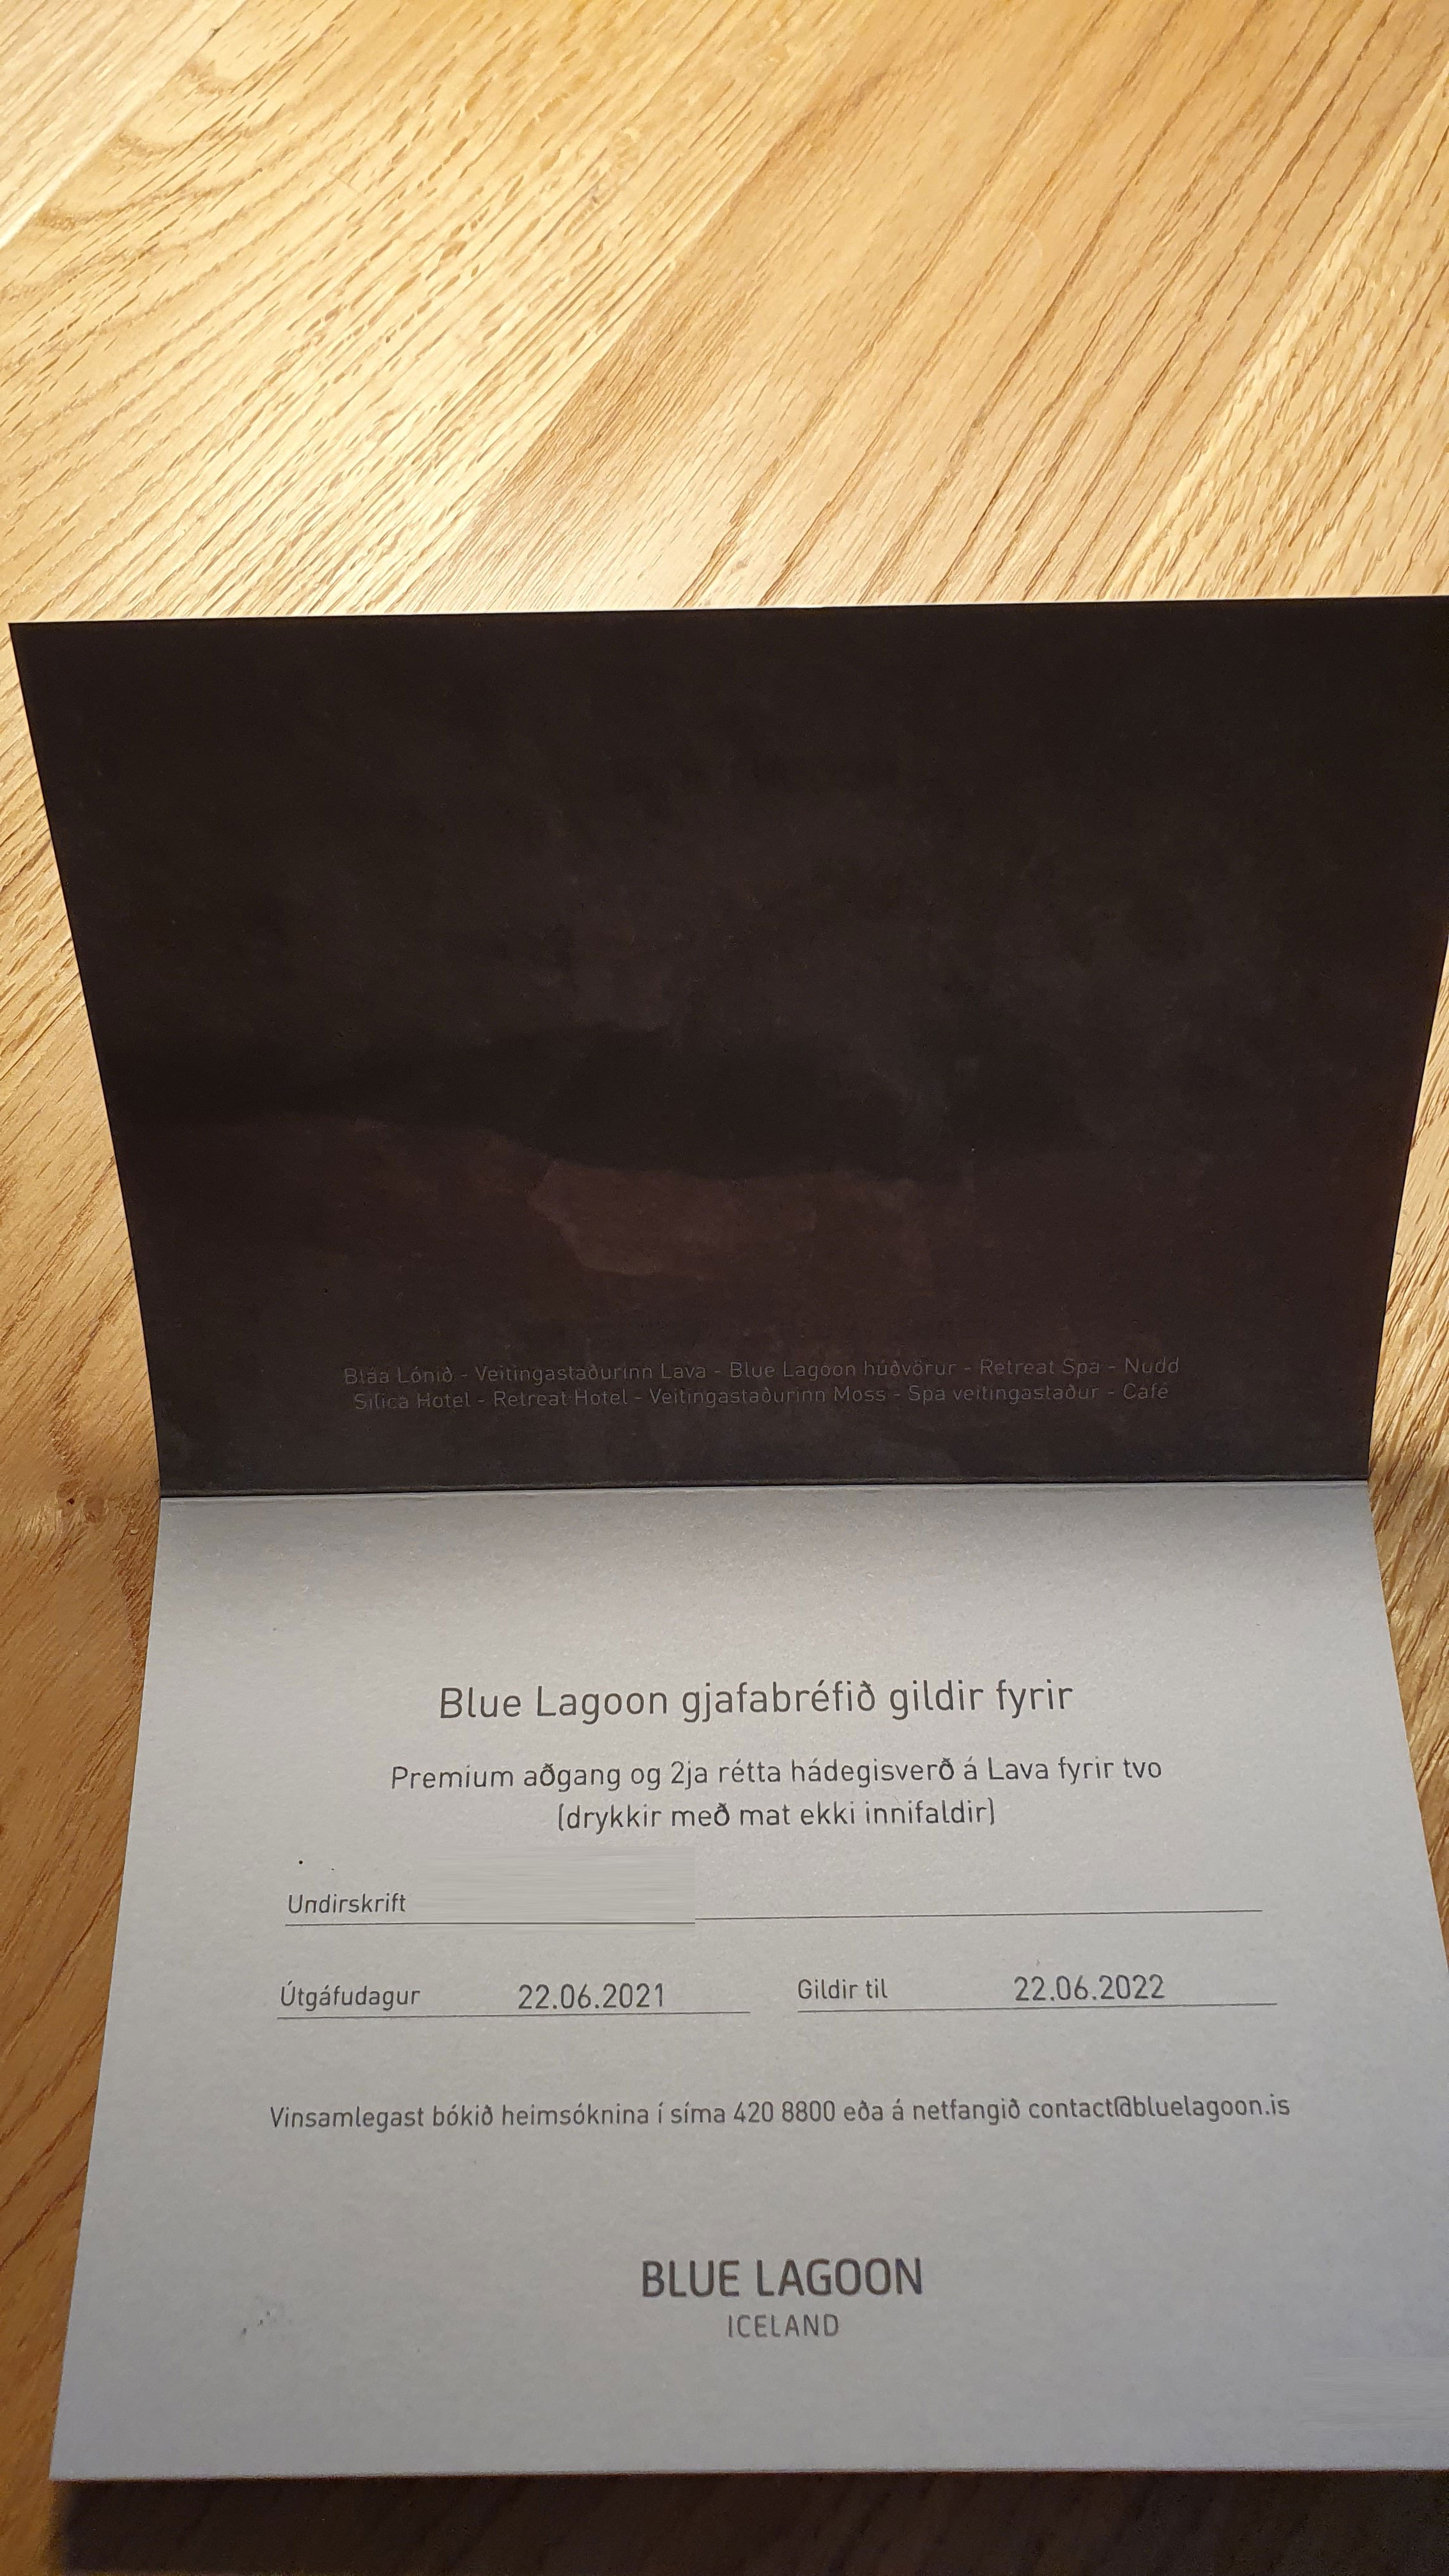 Bláa Lónið - Veitingastaðurinn Lava - Blue Lagoon húðvörur - Retreat Spa - Nudd
Silica Hotel - Retreat Hotel - Veitingastaðurinn Moss - Spa veitingastaður - Café
Blue Lagoon gjafabréfið gildir fyrir
Premium aðgang og 2ja rétta hádegisverð á Lava fyrir tvo
(drykkir með mat ekki innifaldir)
Undirskrift
Útgáfudagur 22.06.2021 Gildir til 22.06.2022
Vinsamlegast bókið heimsóknina í síma 420 8800 eða á netfangið contact@bluelagoon.is
BLUE LAGOON
ICELAND